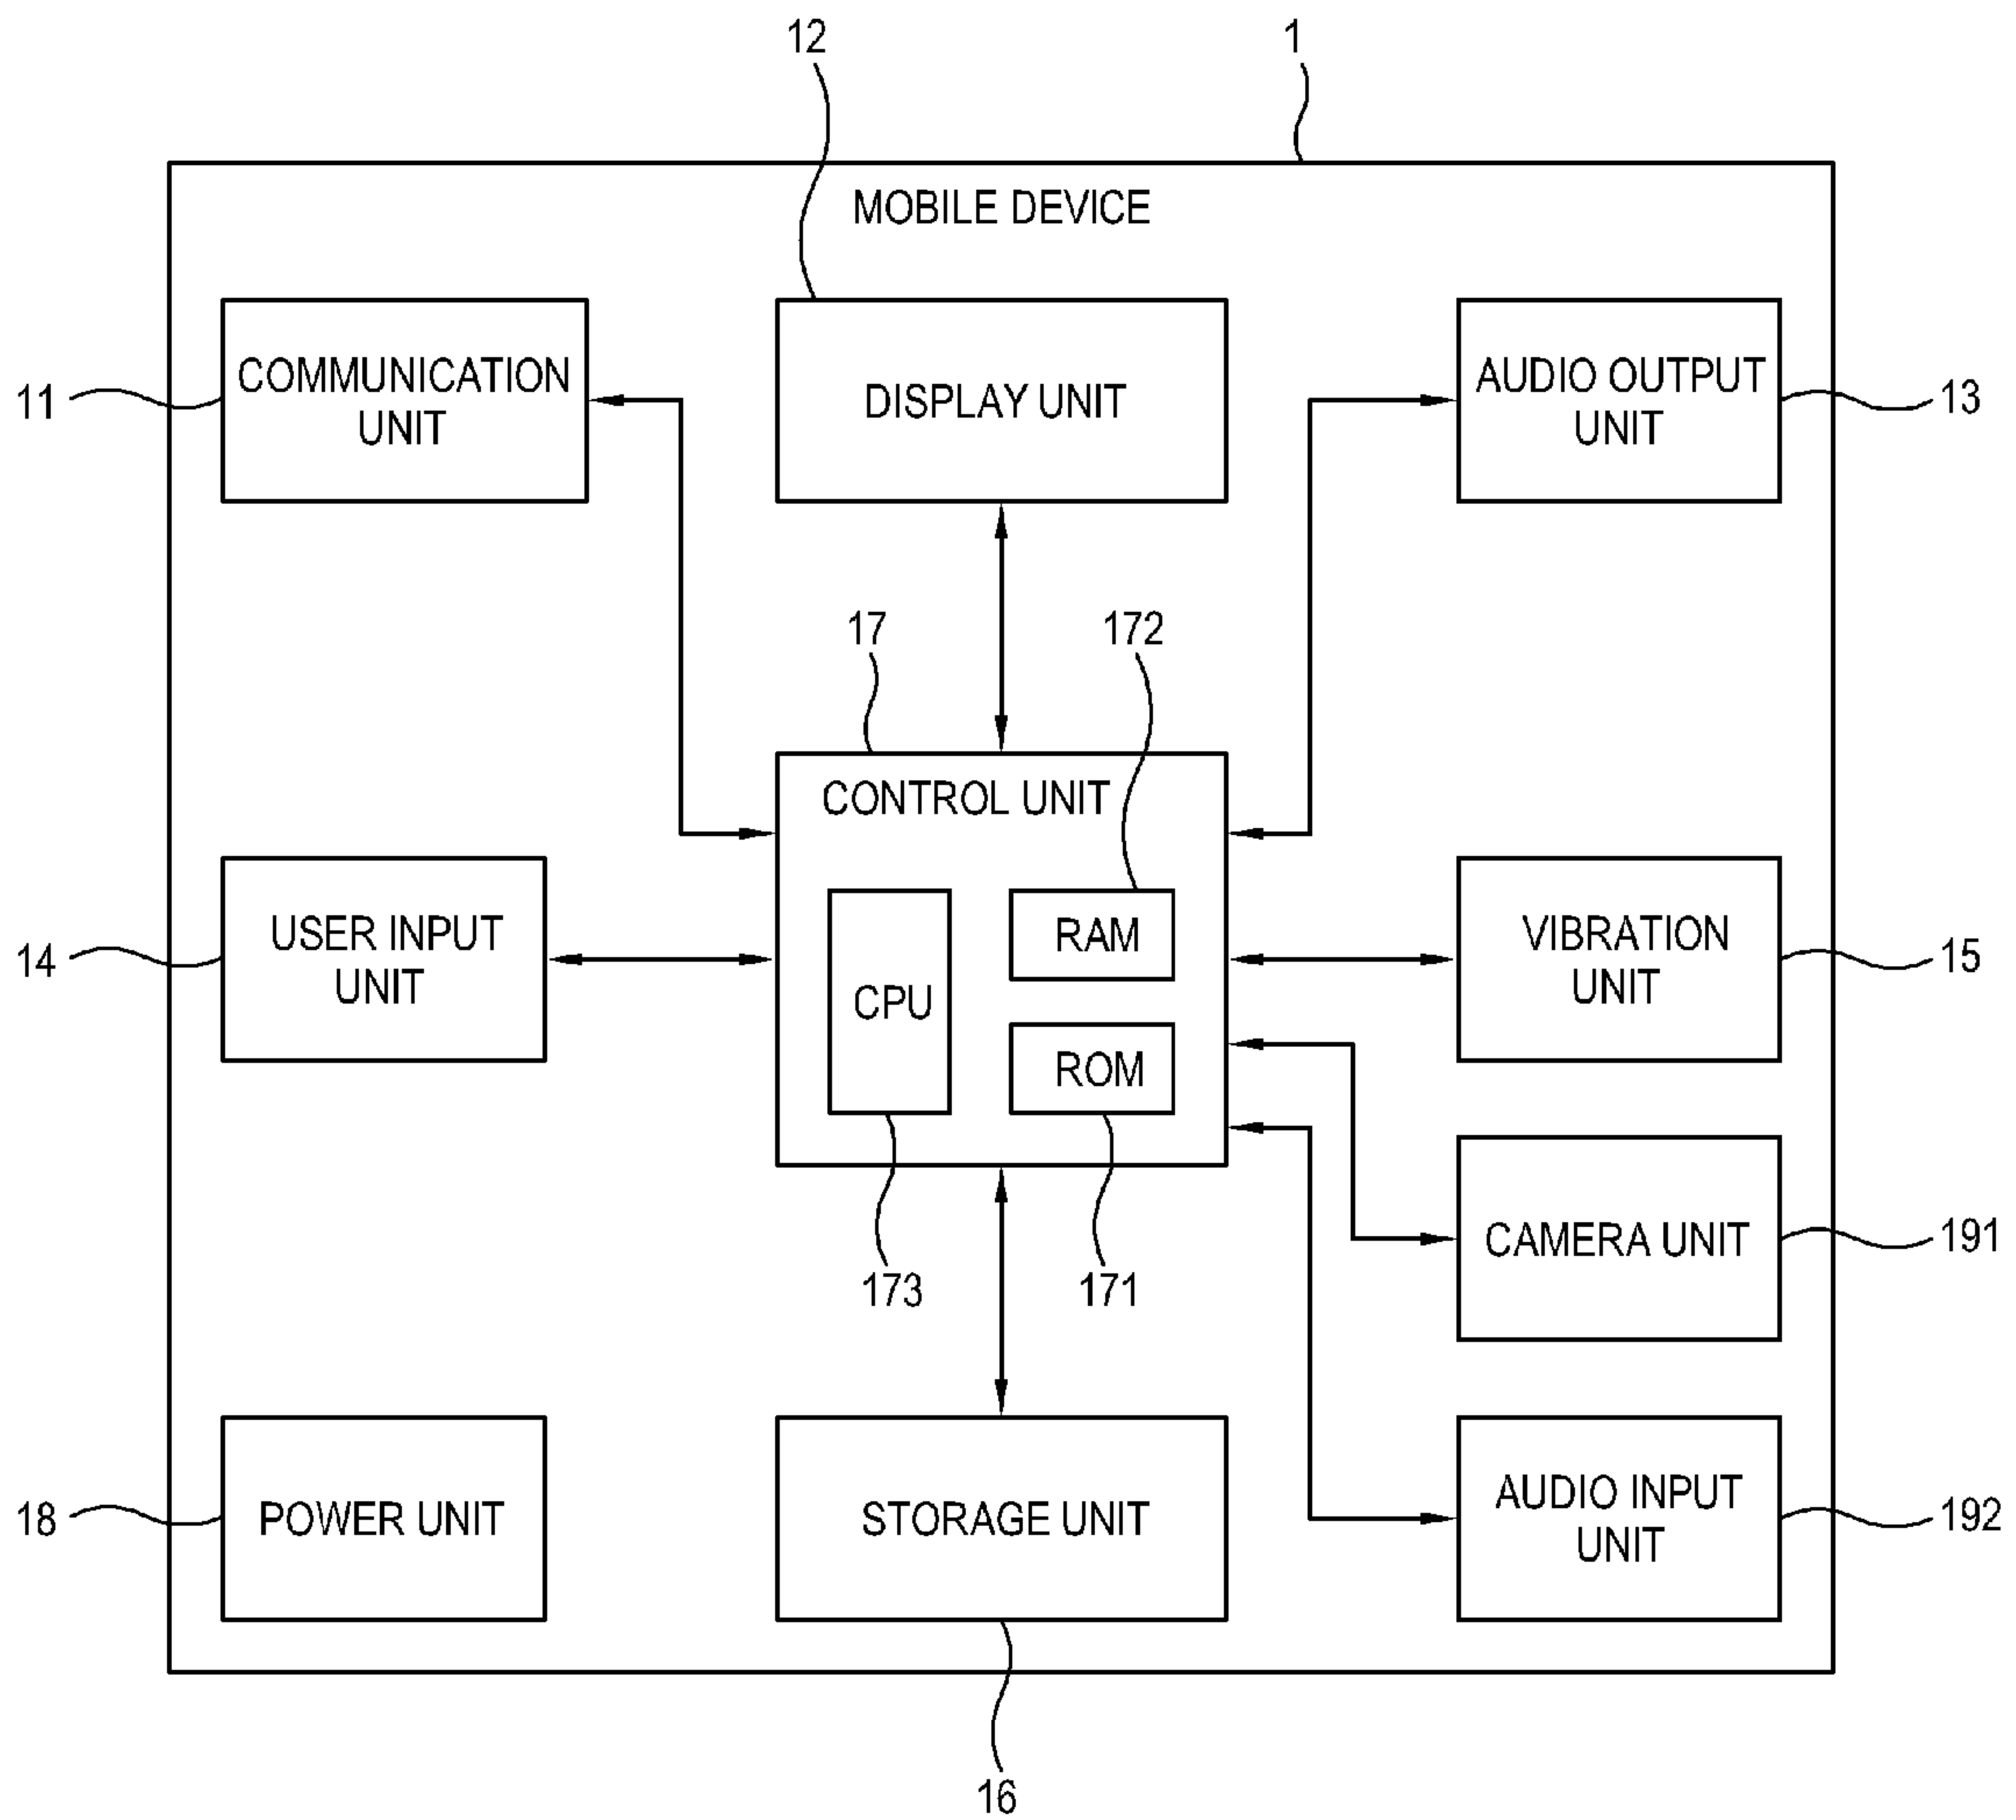 12
1
MOBILE DEVICE
COMMUNICATION
UNIT
11
DISPLAY UNIT
AUDIO OUTPUT
UNIT
13
17
172
CONTROL UNIT
USER INPUT
UNIT
14
CPU
RAM
ROM
VIBRATION
UNIT
15
173
171
CAMERA UNIT
191
18
POWER UNIT
STORAGE UNIT
AUDIO INPUT
UNIT
192
16